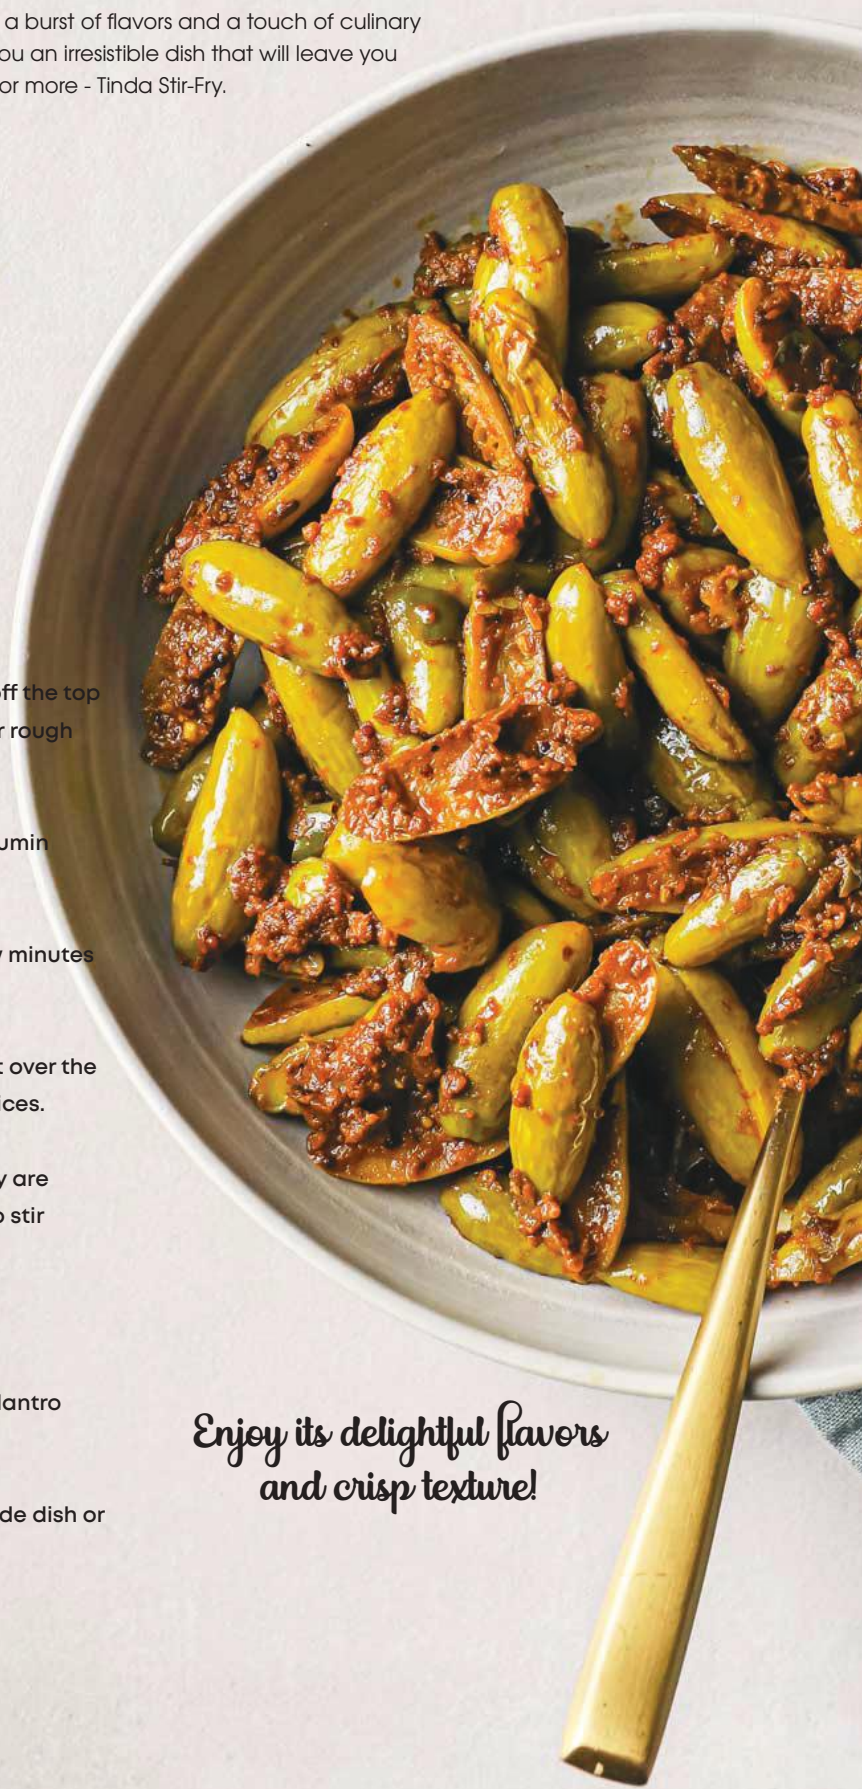 a burst of flavors and a touch of culinary
ou an irresistible dish that will leave you
or more - Tinda Stir-Fry.
ff the top
r rough
umin
y minutes
t over the
ices.
y are
o stir
lantro
de dish or
Enjoy its delightful flavors
and crisp texture!